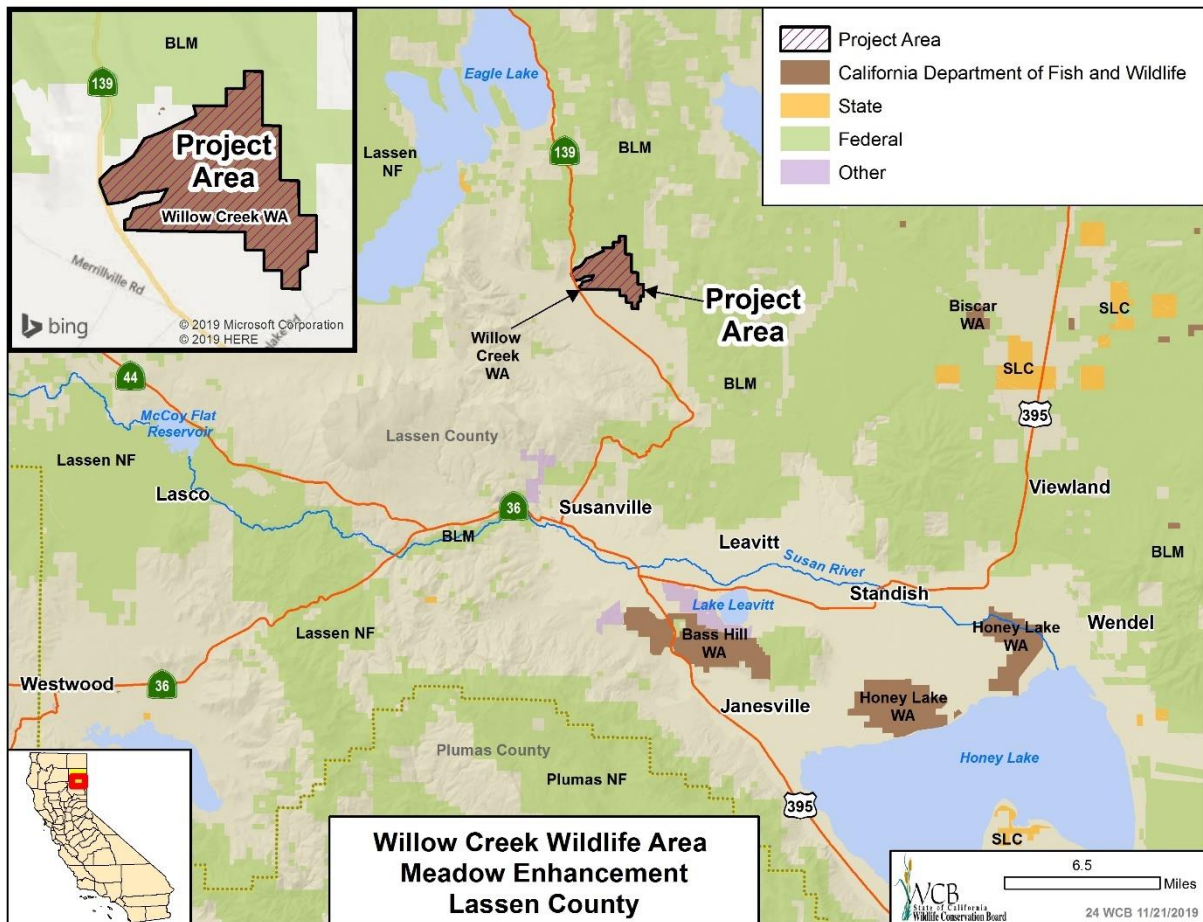 BLM
139
Project
Area
Willow Creek WA
Merrillville Rd
bing
© 2019 Microsoft Corporation
© 2019 HERE
Eagle Lake
Lassen
NF
139
BLM
Project Area
California Department of Fish and Wildlife
State
Federal
Other
Project
Area
Willow
Creek
WA
Biscar
WA
SLC
SLC
BLM
395
44
McCoy Flat
Reservoir
Lassen County
Lassen NF
Lasco
36
Susanville
BLM
Viewland
Leavitt
Susan River
BLM
Standish
Lake Leavitt
Lassen NF
Bass Hill
WA
Honey Lake
WA
Wendel
Westwood
36
Janesville
Honey Lake
WA
Plumas County
Plumas NF
Honey Lake
395
SLC
Willow Creek Wildlife Area
Meadow Enhancement
Lassen County
WCB
State of California
Wildlife Conservation Board
6.5
Miles
24 WCB 11/21/2019